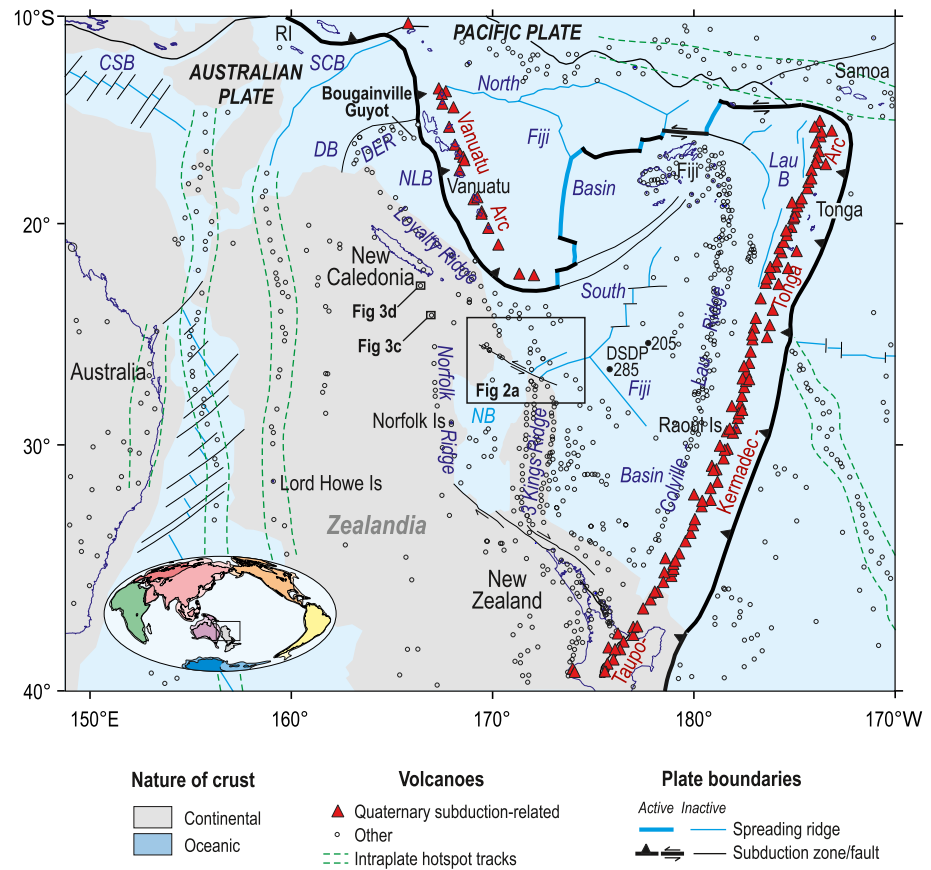 10°S
RI
PACIFIC PLATE
CSB
SCB
AUSTRALIAN
PLATE
North
Samoa
Bougainville
Guyot
Vanuatu
Arc
Fiji
Basin
DB
DER
NLB
Vanuatu
Fiji
Lau
B
Arc
Tonga
20°
Loyalty Ridge
New
Caledonia
Fig 3d
Fig 3c
South
Tonga
Ridge
Lau
DSDP
205
285
Fiji
Australia
Norfolk
Ridge
Fig 2a
NB
Norfolk Is
Raoul Is
30°
3 Kings Ridge
Basin
Colville
Kermadec
Lord Howe Is
Zealandia
New
Zealand
Taupo
40°
150°E
160°
170°
180°
170°W
Nature of crust
Continental
Oceanic
Volcanoes
Quaternary subduction-related
Other
Intraplate hotspot tracks
Plate boundaries
Active Inactive
Spreading ridge
Subduction zone/fault